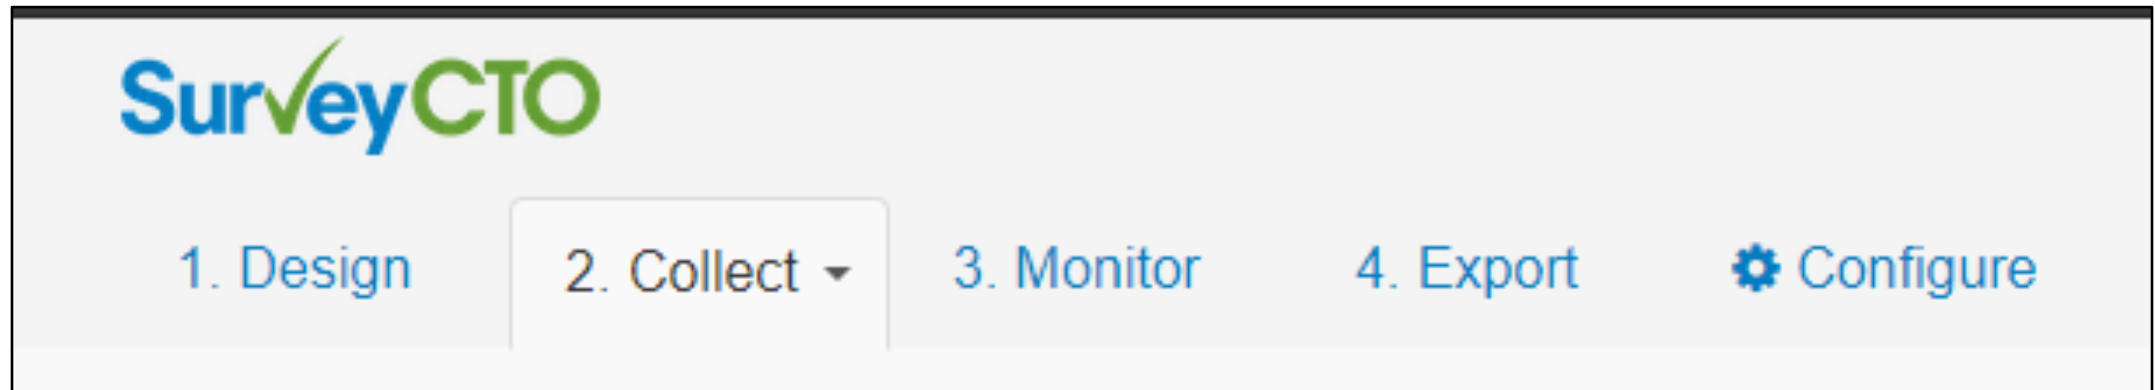 SurveyCTO
1. Design 2. Collect 3. Monitor 4. Export Configure